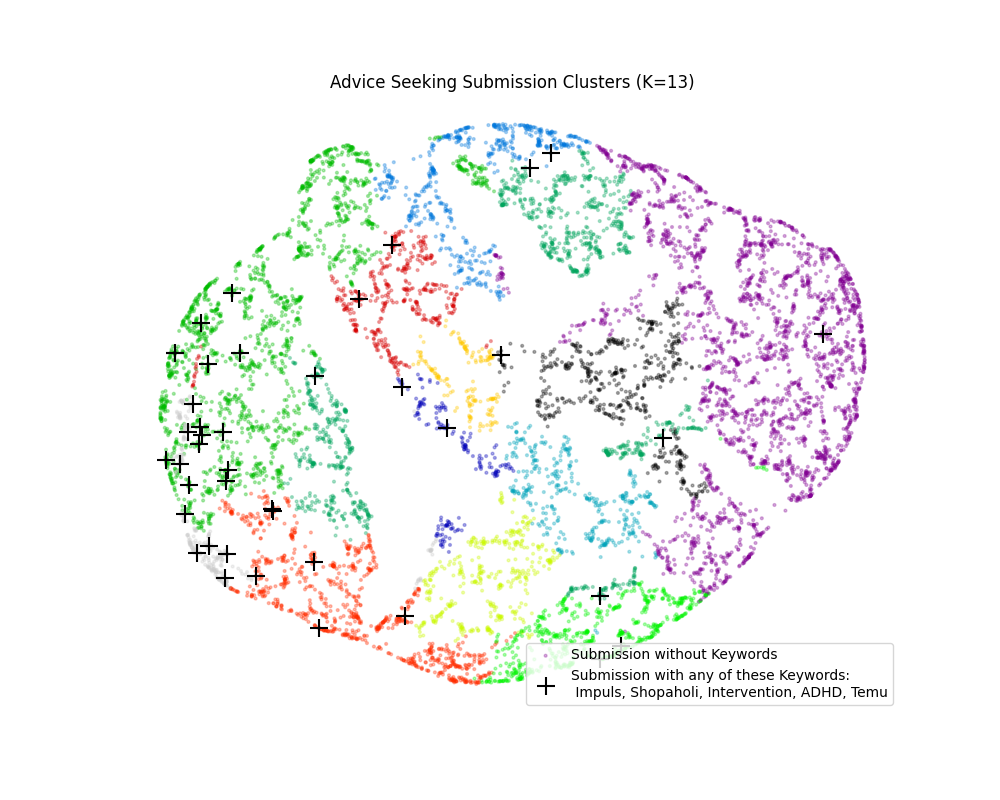 Advice Seeking Submission Clusters (K=13)
Submission without Keywords
Submission with any of these Keywords:
Impuls, Shopaholi, Intervention, ADHD, Temu